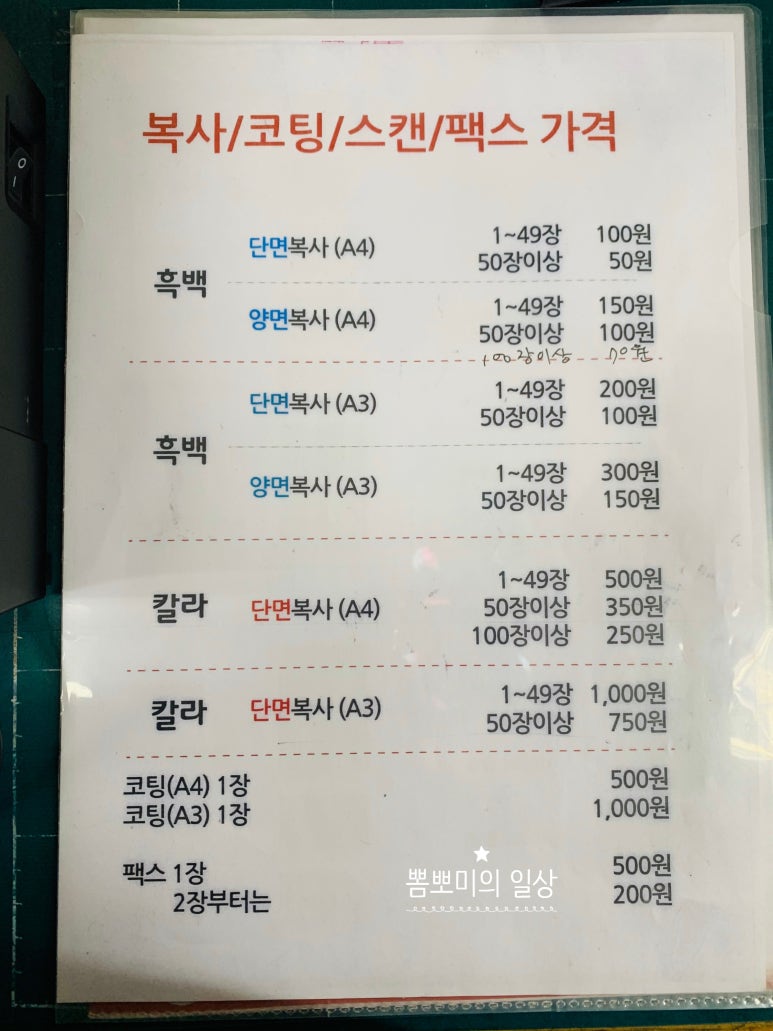 복사/코팅/스캔/팩스 가격
흑백
단면복사 (A4)
1~49장 100원
50장이상 50원
양면복사 (A4)
1~49장 150원
50장이상 100원
100장이상 70원
흑백
단면복사 (A3)
1~49장 200원
50장이상 100원
양면복사 (A3)
1~49장 300원
50장이상 150원
칼라
단면복사 (A4)
1~49장 500원
50장이상 350원
100장이상 250원
칼라
단면복사 (A3)
1~49장 1,000원
50장이상 750원
코팅(A4) 1장 500원
코팅(A3) 1장 1,000원
팩스 1장 500원
2장부터는 200원
뽐뽀미의 일상
O
I